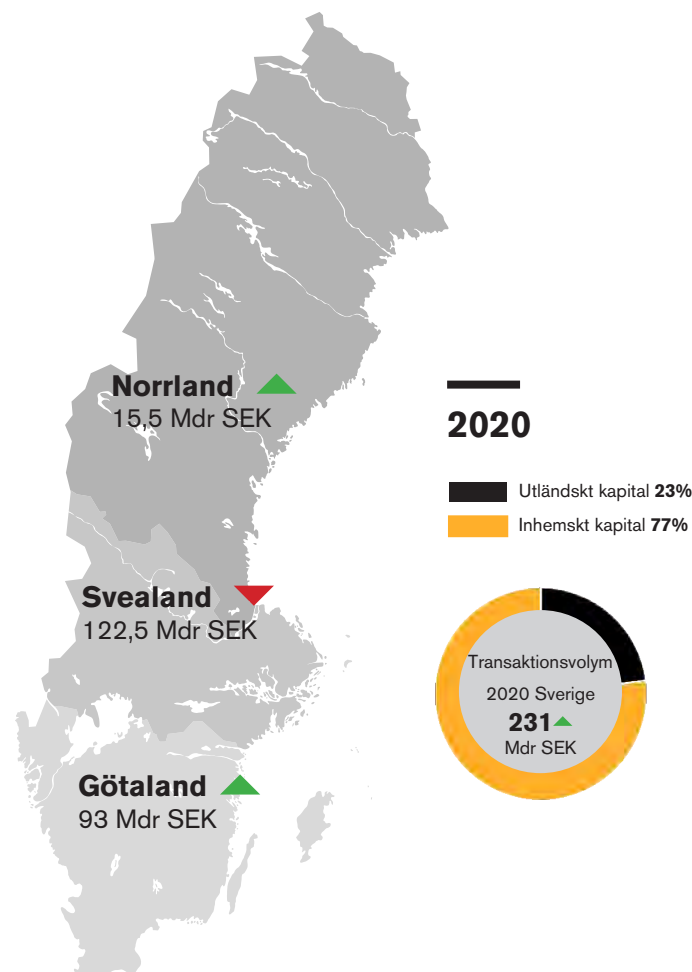 Norrland
15,5 Mdr SEK
2020
Utländskt kapital 23%
Inhemskt kapital 77%
Svealand
122,5 Mdr SEK
Transaktionsvolym
2020 Sverige
231
Mdr SEK
Götaland
93 Mdr SEK